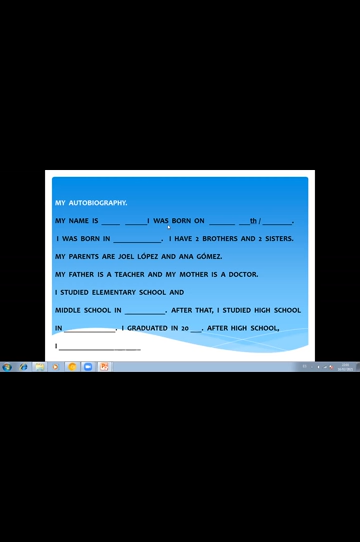 MY AUTOBIOGRAPHY.
MY NAME IS _____ ______I WAS BORN ON _______ ___th / ________.
I WAS BORN IN _____________. I HAVE 2 BROTHERS AND 2 SISTERS.
MY PARENTS ARE JOEL LÓPEZ AND ANA GÓMEZ.
MY FATHER IS A TEACHER AND MY MOTHER IS A DOCTOR.
I STUDIED ELEMENTARY SCHOOL AND
MIDDLE SCHOOL IN ___________. AFTER THAT, I STUDIED HIGH SCHOOL
IN ______________. I GRADUATED IN 20 ___. AFTER HIGH SCHOOL,
I ______________________